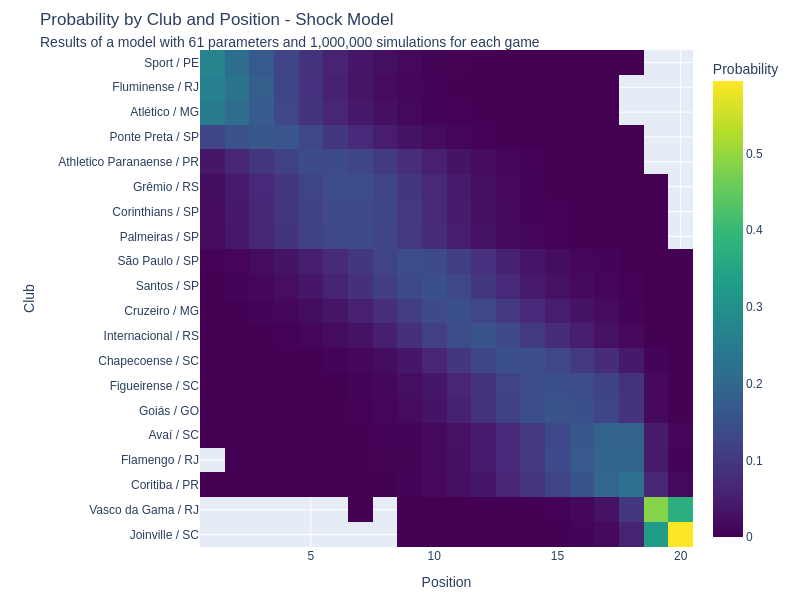 Probability by Club and Position - Shock Model
Results of a model with 61 parameters and 1,000,000 simulations for each game
Probability
Sport / PE
Fluminense / RJ
Atlético / MG
Ponte Preta / SP
Athletico Paranaense / PR
Grêmio / RS
Corinthians / SP
Palmeiras / SP
São Paulo / SP
Santos / SP
Cruzeiro / MG
Internacional / RS
Chapecoense / SC
Figueirense / SC
Goiás / GO
Avaí / SC
Flamengo / RJ
Coritiba / PR
Vasco da Gama / RJ
Joinville / SC
Club
5
10
15
20
Position
0.5
0.4
0.3
0.2
0.1
0